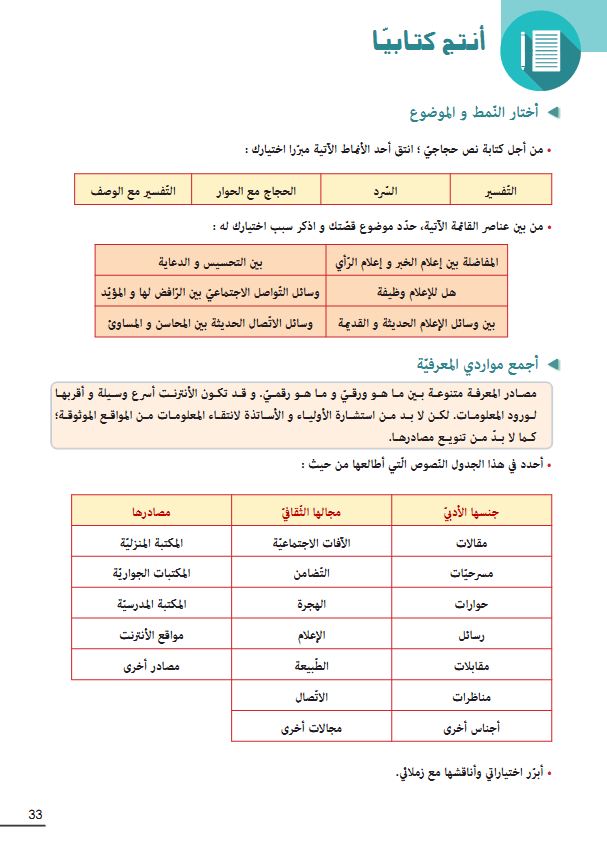 أنتج كتابيّا
أختار النّمط و الموضوع
• من أجل كتابة نص حجاجيّ ؛ انتق أحد الأنماط الآتية مبرّرا اختيارك :
التّفسير السّرد الحجاج مع الحوار التّفسير مع الوصف
• من بين عناصر القائمة الآتية، حدّد موضوع قصّتك و اذكر سبب اختيارك له :
المفاضلة بين إعلام الخبر و إعلام الرّأي بين التحسيس و الدعاية
هل للإعلام وظيفة وسائل التّواصل الاجتماعيّ بين الرّافض لها و المؤيّد
بين وسائل الإعلام الحديثة و القديمة وسائل الاتّصال الحديثة بين المحاسن و المساوئ
أجمع مواردي المعرفيّة
مصادر المعرفة متنوعة بين ما هو ورقيّ و ما هو رقميّ. و قد تكون الأنترنت أسرع وسيلة و أقربها
لورود المعلومات. لكن لا بد من استشارة الأولياء و الأساتذة لانتقاء المعلومات من المواقع الموثوقة؛
كما لا بدّ من تنويع مصادرها.
• أحدد في هذا الجدول النّصوص الّتي أطالعها من حيث :
جنسها الأدبيّ مجالها الثّقافيّ مصادرها
مقالات الآفات الاجتماعيّة المكتبة المنزليّة
مسرحيّات التّضامن المكتبات الجواريّة
حوارات الهجرة المكتبة المدرسيّة
رسائل الإعلام مواقع الأنترنت
مقابلات الطّبيعة مصادر أخرى
مناظرات الاتّصال
أجناس أخرى مجالات أخرى
• أبرّر اختياراتي وأناقشها مع زملائي.
33